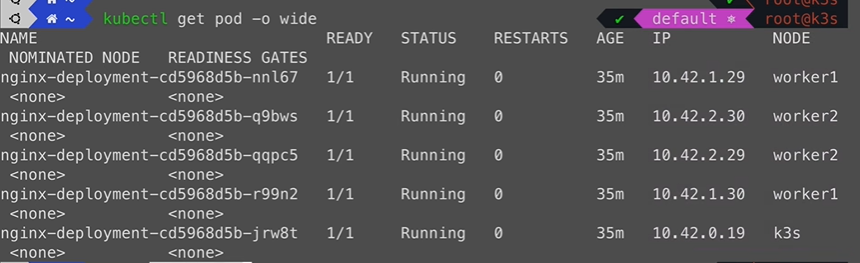 root@k3s
~ kubectl get pod -o wide ✔ default ⎈ root@k3s
NAME READY STATUS RESTARTS AGE IP NODE
NOMINATED NODE READINESS GATES
nginx-deployment-cd5968d5b-nnl67 1/1 Running 0 35m 10.42.1.29 worker1
<none> <none>
nginx-deployment-cd5968d5b-q9bws 1/1 Running 0 35m 10.42.2.30 worker2
<none> <none>
nginx-deployment-cd5968d5b-qqpc5 1/1 Running 0 35m 10.42.2.29 worker2
<none> <none>
nginx-deployment-cd5968d5b-r99n2 1/1 Running 0 35m 10.42.1.30 worker1
<none> <none>
nginx-deployment-cd5968d5b-jrw8t 1/1 Running 0 35m 10.42.0.19 k3s
<none> <none>